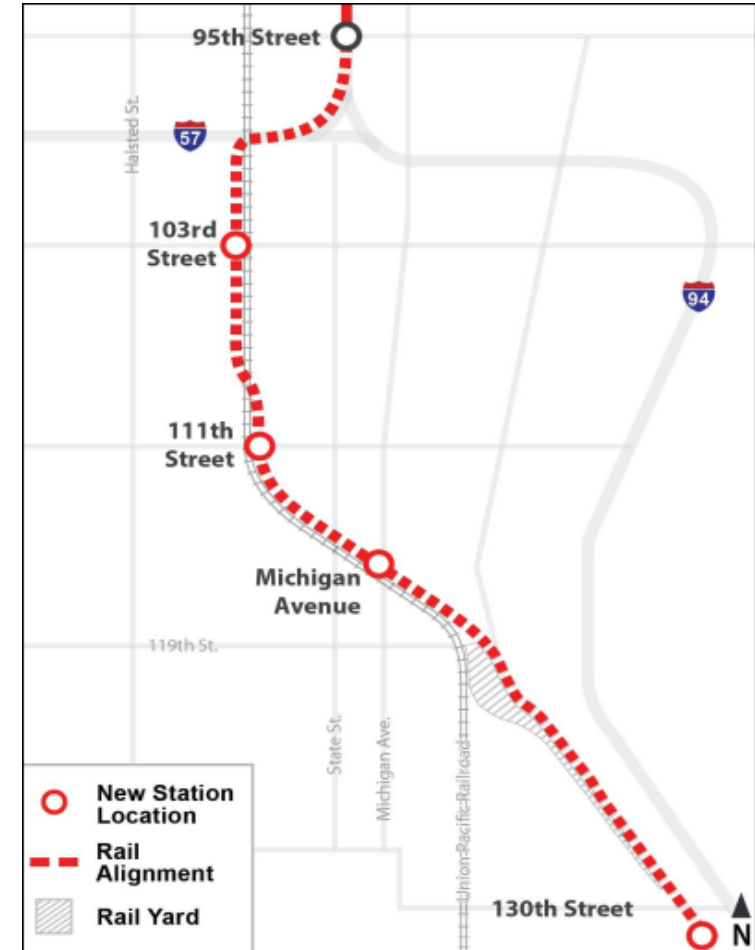 95th Street
Halsted St.
57
103rd
Street
94
111th
Street
Michigan
Avenue
119th St.
State St.
Michigan Ave.
Union Pacific Railroad
New Station
Location
Rail
Alignment
Rail Yard
130th Street
N